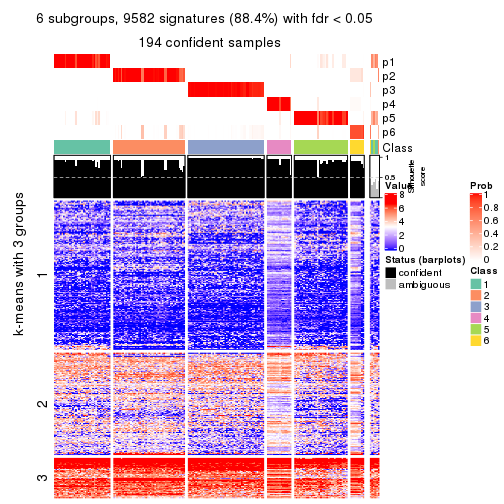 6 subgroups, 9582 signatures (88.4%) with fdr < 0.05
194 confident samples
p1
p2
p3
p4
p5
p6
Class
1
0.5
0
Silhouette
score
k-means with 3 groups
1
2
3
Value
8
6
4
2
0
Status (barplots)
confident
ambiguous
Prob
1
0.8
0.6
0.4
0.2
0
Class
1
2
3
4
5
6